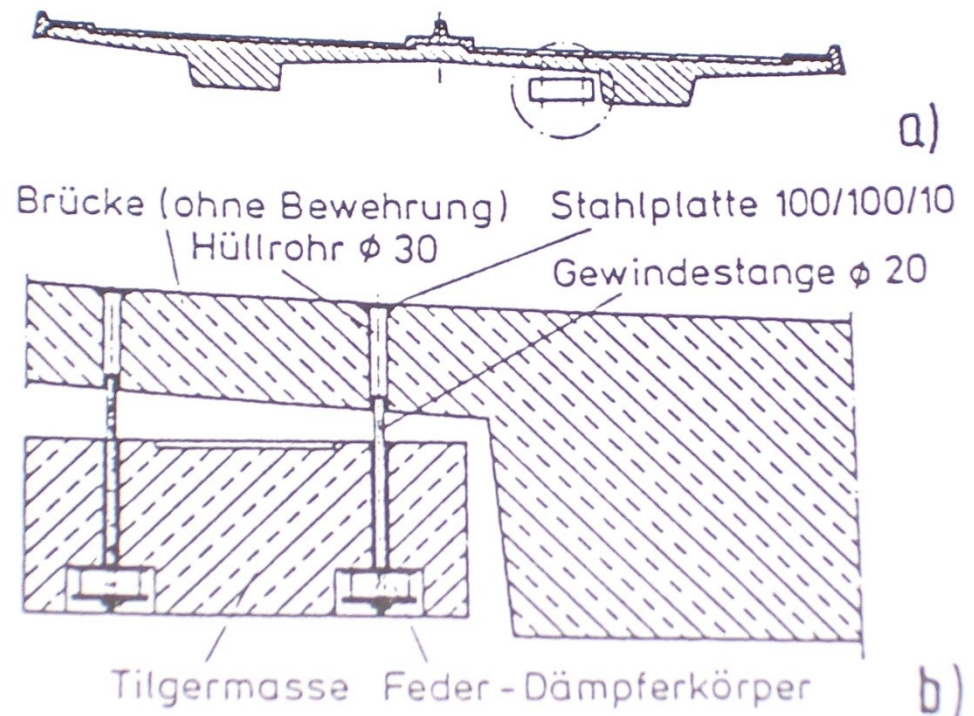 a)
Brücke (ohne Bewehrung) Stahlplatte 100/100/10
Hüllrohr ϕ 30
Gewindestange ϕ 20
Tilgermasse Feder-Dämpferkörper
b)